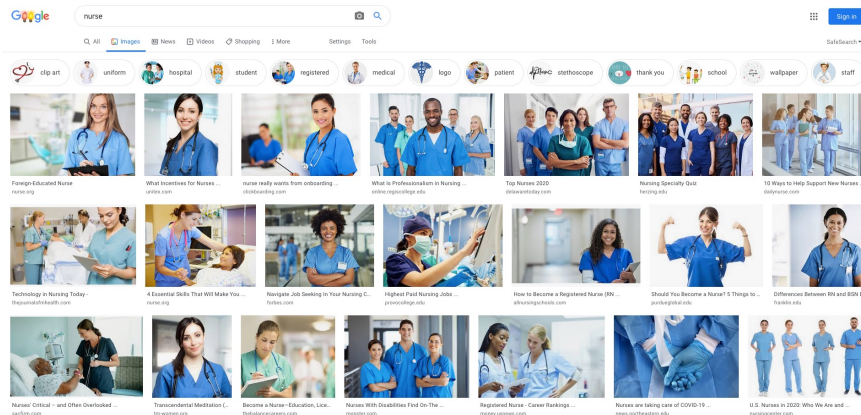 Google
nurse
Sign in
All Images News Videos Shopping More Settings Tools
SafeSearch
clip art uniform hospital student registered medical logo patient stethoscope thank you school wallpaper staff
Foreign-Educated Nurse
nurse.org
What Incentives for Nurses ...
unitex.com
nurse really wants from onboarding ...
clickboarding.com
What Is Professionalism in Nursing ...
online.regiscollege.edu
Top Nurses 2020
delawaretoday.com
Nursing Specialty Quiz
herzing.edu
10 Ways to Help Support New Nurses
dailynurse.com
Technology in Nursing Today -
thejournalofmhealth.com
4 Essential Skills That Will Make You ...
nurse.org
Navigate Job Seeking In Your Nursing C...
forbes.com
Highest Paid Nursing Jobs ...
provocollege.edu
How to Become a Registered Nurse (RN ...
allnursingschools.com
Should You Become a Nurse? 5 Things to ...
purdueglobal.edu
Differences Between RN and BSN
franklin.edu
Nurses' Critical – and Often Overlooked ...
pacfirm.com
Transcendental Meditation (...
tm-women.org
Become a Nurse—Education, Lice...
thebalancecareers.com
Nurses With Disabilities Find On-The ...
monster.com
Registered Nurse - Career Rankings ...
money.usnews.com
Nurses are taking care of COVID-19 ...
news.northeastern.edu
U.S. Nurses in 2020: Who We Are and ...
nursingcenter.com